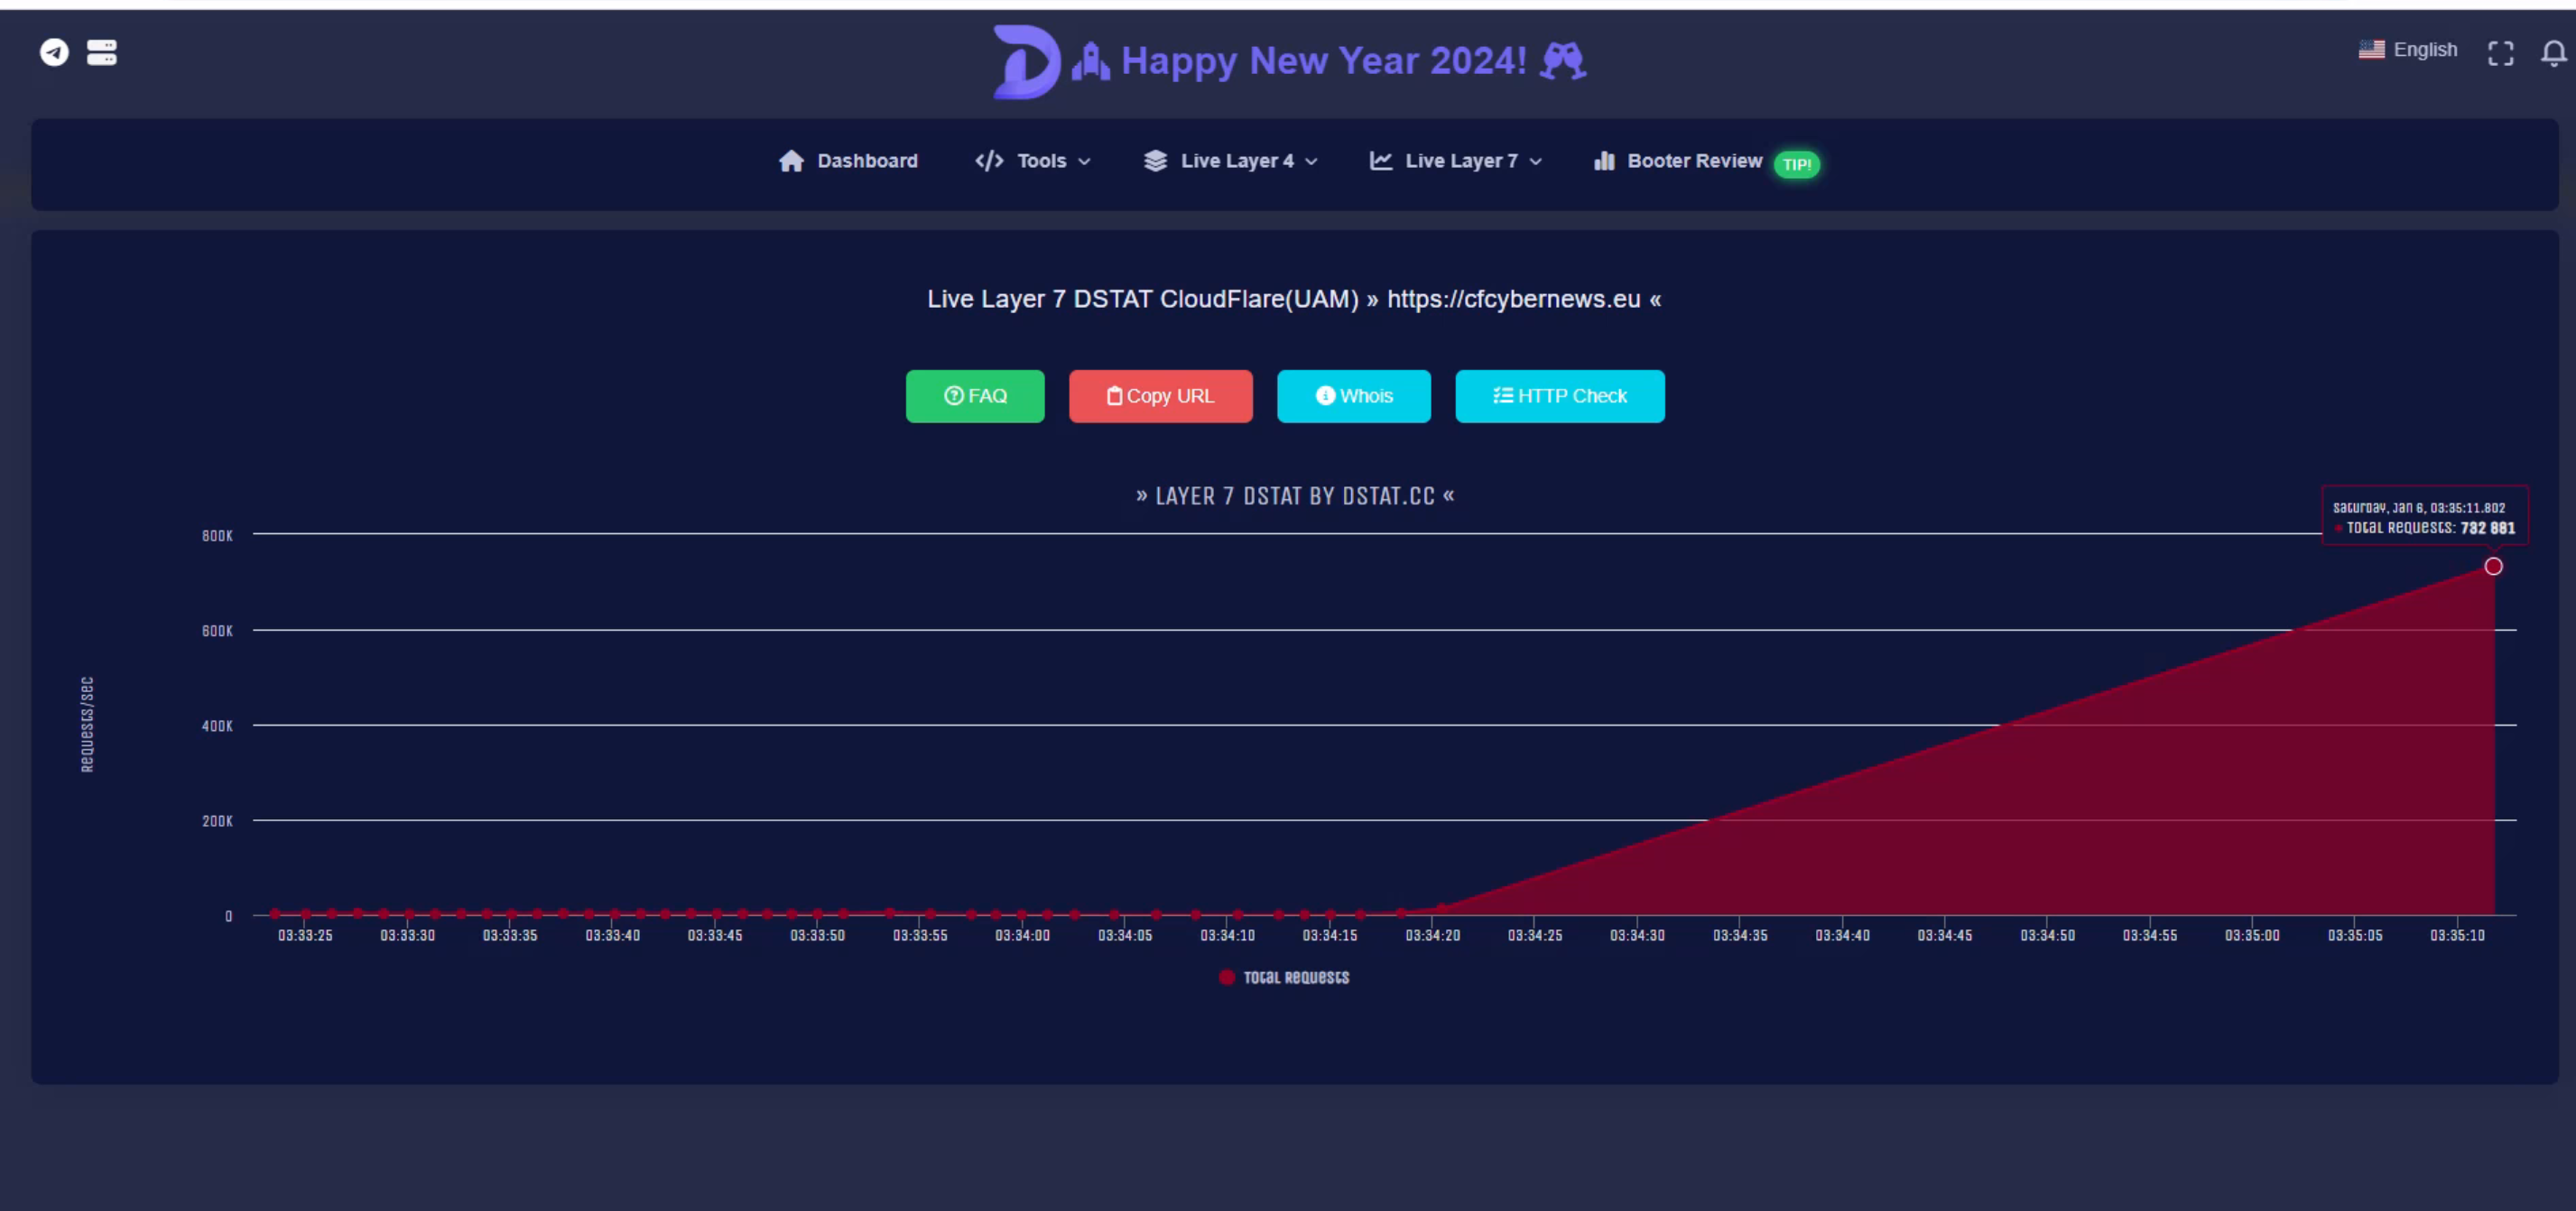 Happy New Year 2024!
English
Dashboard
Tools
Live Layer 4
Live Layer 7
Booter Review
TIP!
Live Layer 7 DSTAT CloudFlare(UAM) » https://cfcybernews.eu «
FAQ
Copy URL
Whois
HTTP Check
» LAYER 7 DSTAT BY DSTAT.CC «
Saturday, Jan 6, 03:35:11.802
Total Requests: 732 881
800K
600K
400K
200K
0
Requests/sec
03:33:25 03:33:30 03:33:35 03:33:40 03:33:45 03:33:50 03:33:55 03:34:00 03:34:05 03:34:10 03:34:15 03:34:20 03:34:25 03:34:30 03:34:35 03:34:40 03:34:45 03:34:50 03:34:55 03:35:00 03:35:05 03:35:10
Total Requests